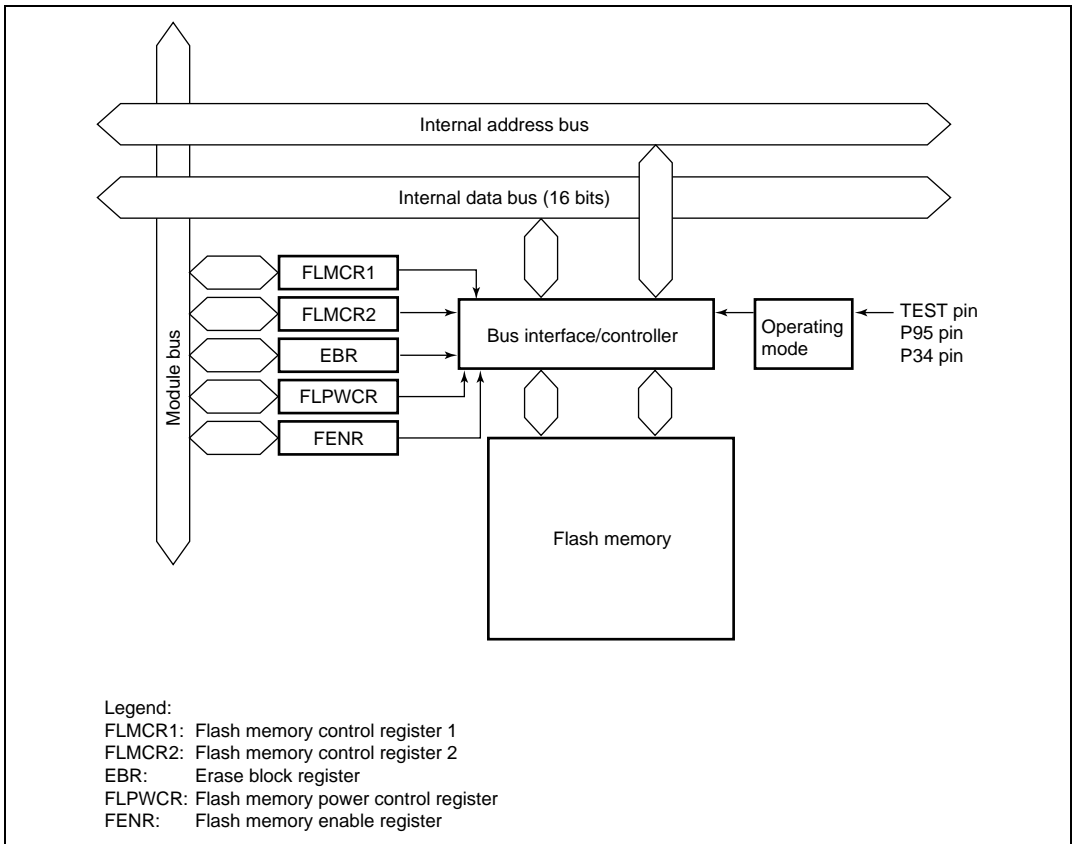 Internal address bus
Internal data bus (16 bits)
Module bus
FLMCR1
FLMCR2
EBR
FLPWCR
FENR
Bus interface/controller
Operating
mode
TEST pin
P95 pin
P34 pin
Flash memory
Legend:
FLMCR1: Flash memory control register 1
FLMCR2: Flash memory control register 2
EBR: Erase block register
FLPWCR: Flash memory power control register
FENR: Flash memory enable register